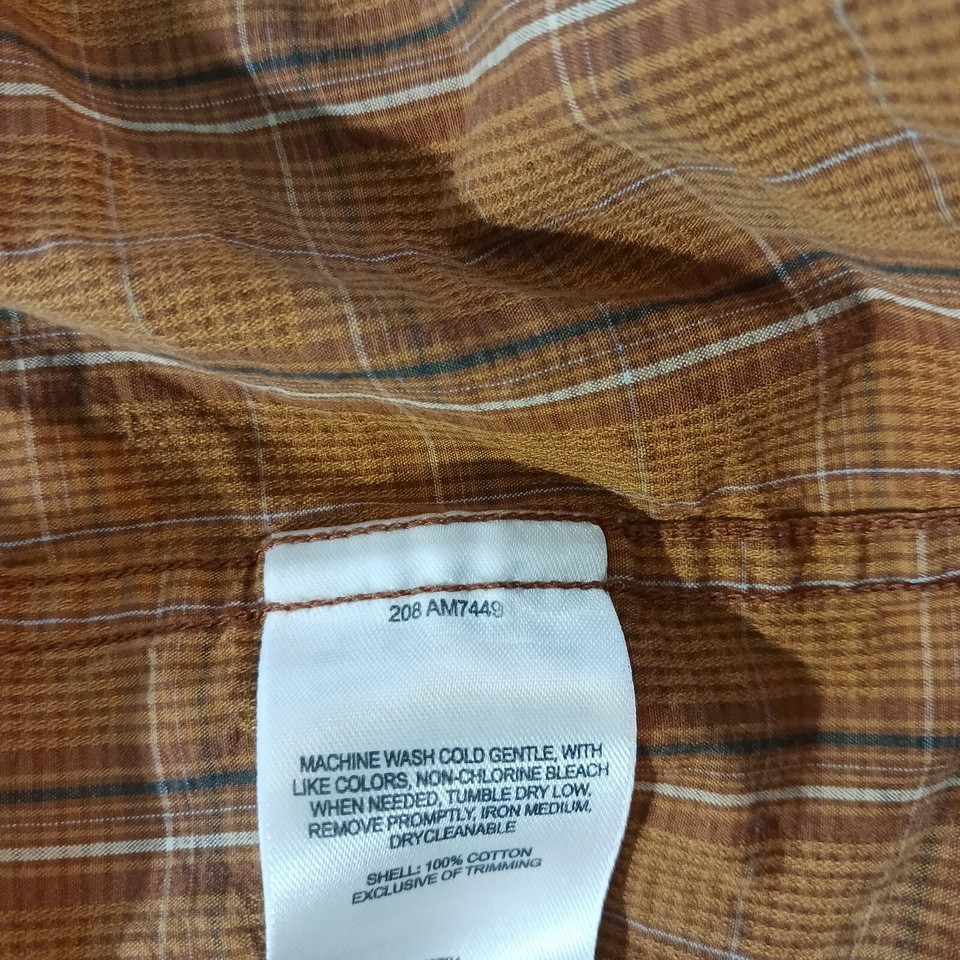 208 AM7449
MACHINE WASH COLD GENTLE, WITH
LIKE COLORS, NON-CHLORINE BLEACH
WHEN NEEDED, TUMBLE DRY LOW,
REMOVE PROMPTLY, IRON MEDIUM,
DRYCLEANABLE
SHELL: 100% COTTON
EXCLUSIVE OF TRIMMING